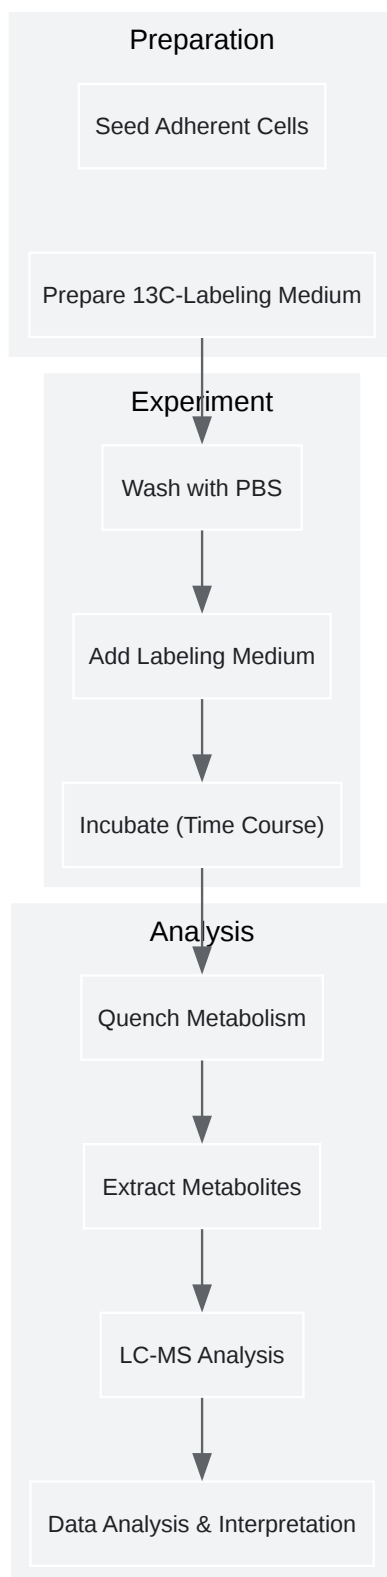 Preparation
Seed Adherent Cells
Prepare 13C-Labeling Medium
Experiment
Wash with PBS
Add Labeling Medium
Incubate (Time Course)
Analysis
Quench Metabolism
Extract Metabolites
LC-MS Analysis
Data Analysis & Interpretation